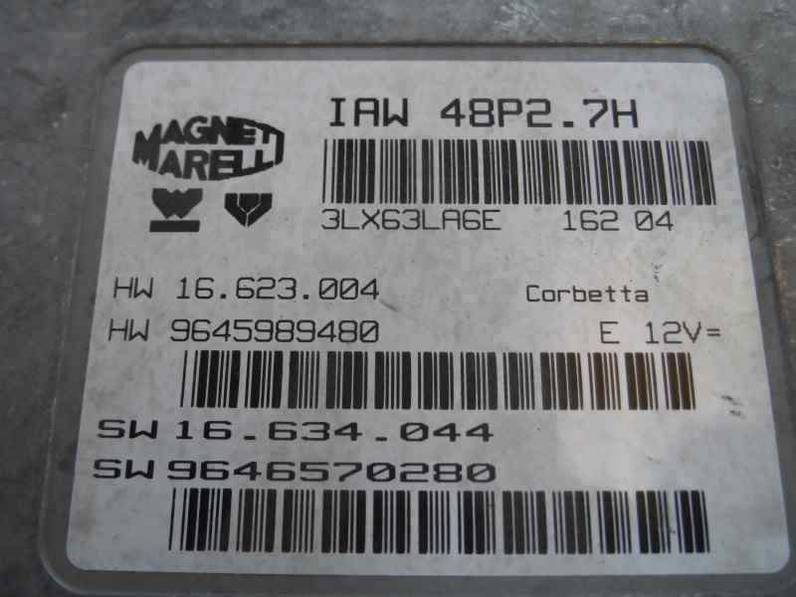 MAGNETI
MARELLI
IAW 48P2.7H
3LX63LA6E 162 04
HW 16.623.004 Corbetta
HW 9645989480 E 12V=
SW 16.634.044
SW 9646570280